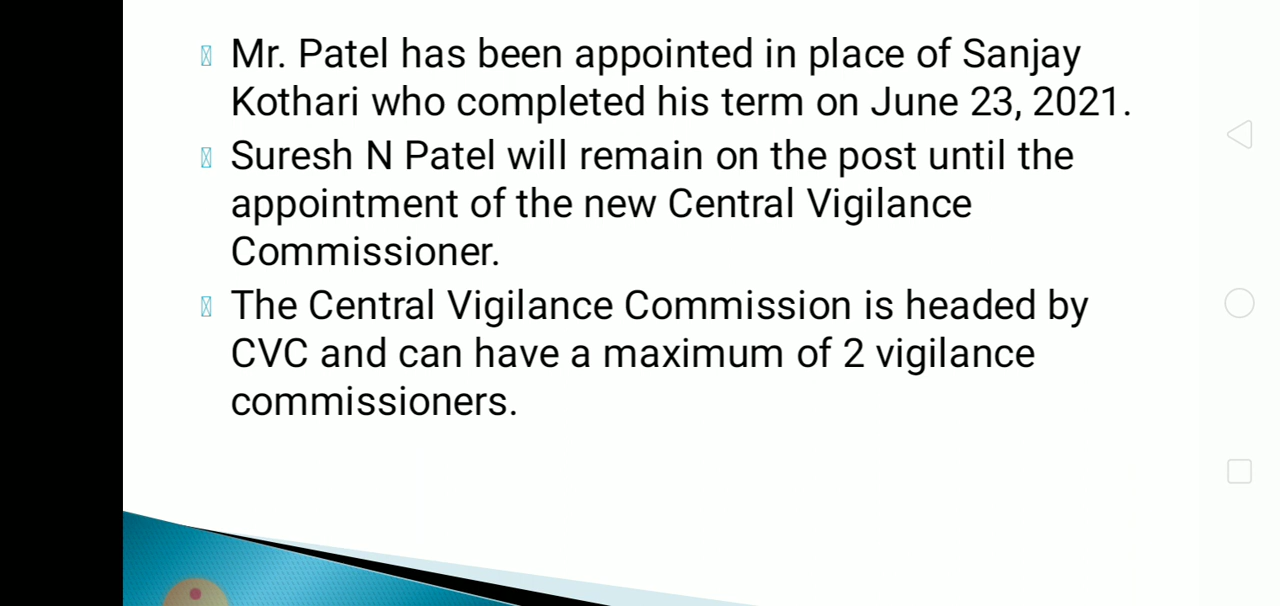 Mr. Patel has been appointed in place of Sanjay
Kothari who completed his term on June 23, 2021.
Suresh N Patel will remain on the post until the
appointment of the new Central Vigilance
Commissioner.
The Central Vigilance Commission is headed by
CVC and can have a maximum of 2 vigilance
commissioners.